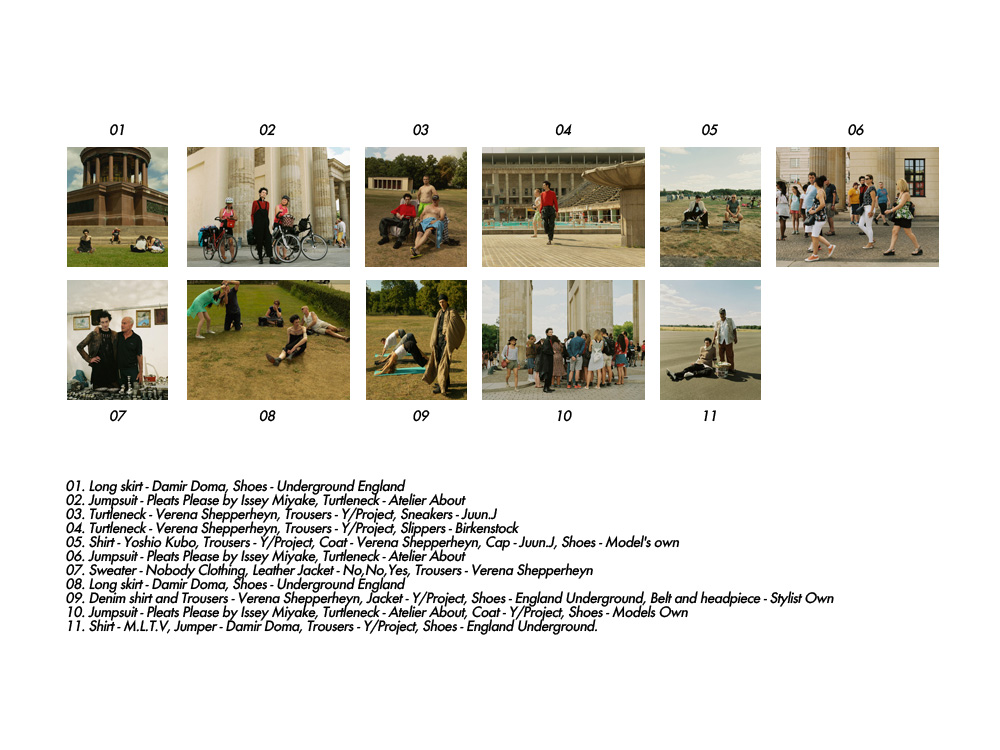 01
02
03
04
05
06
07
08
09
10
11
01. Long skirt - Damir Doma, Shoes - Underground England
02. Jumpsuit - Pleats Please by Issey Miyake, Turtleneck - Atelier About
03. Turtleneck - Verena Shepperheyn, Trousers - Y/Project, Sneakers - Juun.J
04. Turtleneck - Verena Shepperheyn, Trousers - Y/Project, Slippers - Birkenstock
05. Shirt - Yoshio Kubo, Trousers - Y/Project, Coat - Verena Shepperheyn, Cap - Juun.J, Shoes - Model's own
06. Jumpsuit - Pleats Please by Issey Miyake, Turtleneck - Atelier About
07. Sweater - Nobody Clothing, Leather Jacket - No,No,Yes, Trousers - Verena Shepperheyn
08. Long skirt - Damir Doma, Shoes - Underground England
09. Denim shirt and Trousers - Verena Shepperheyn, Jacket - Y/Project, Shoes - England Underground, Belt and headpiece - Stylist Own
10. Jumpsuit - Pleats Please by Issey Miyake, Turtleneck - Atelier About, Coat - Y/Project, Shoes - Models Own
11. Shirt - M.L.T.V, Jumper - Damir Doma, Trousers - Y/Project, Shoes - England Underground.